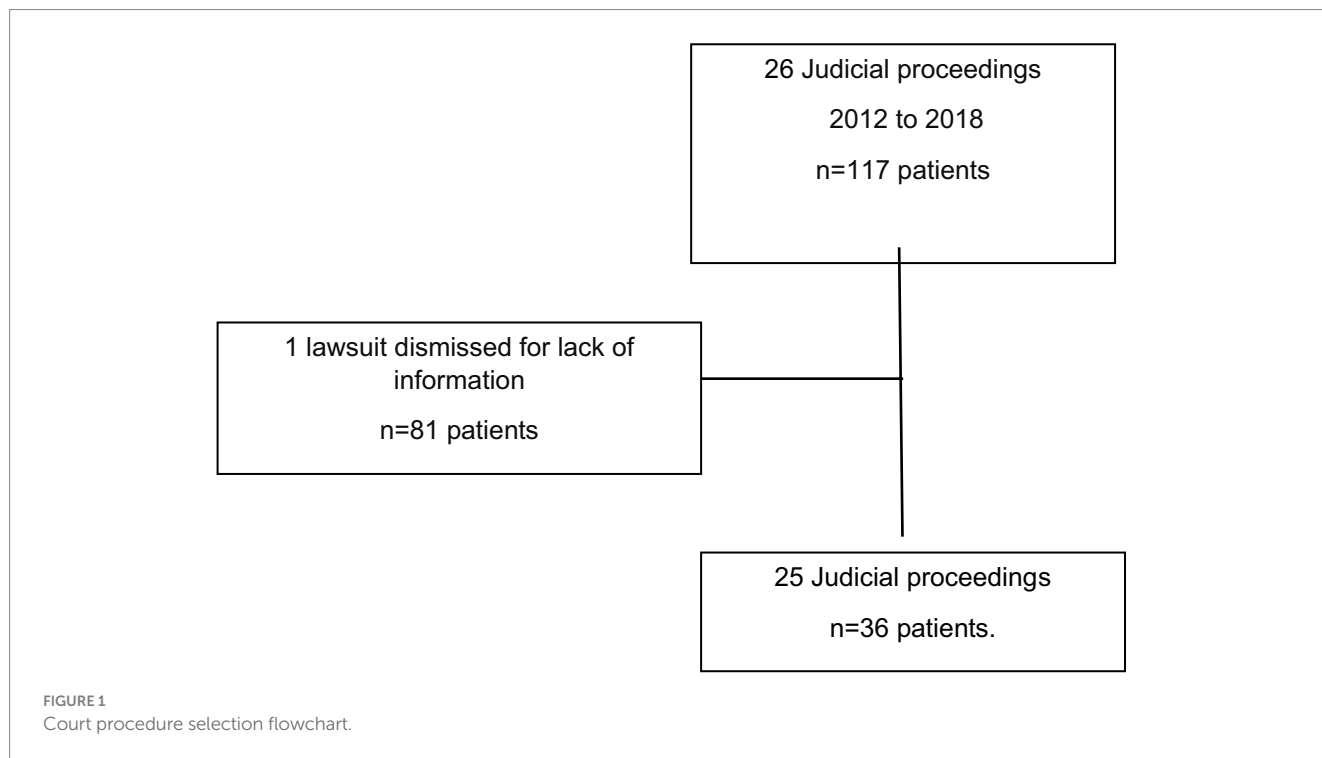 26 Judicial proceedings
2012 to 2018
n=117 patients
1 lawsuit dismissed for lack of
information
n=81 patients
25 Judicial proceedings
n=36 patients.
FIGURE 1
Court procedure selection flowchart.